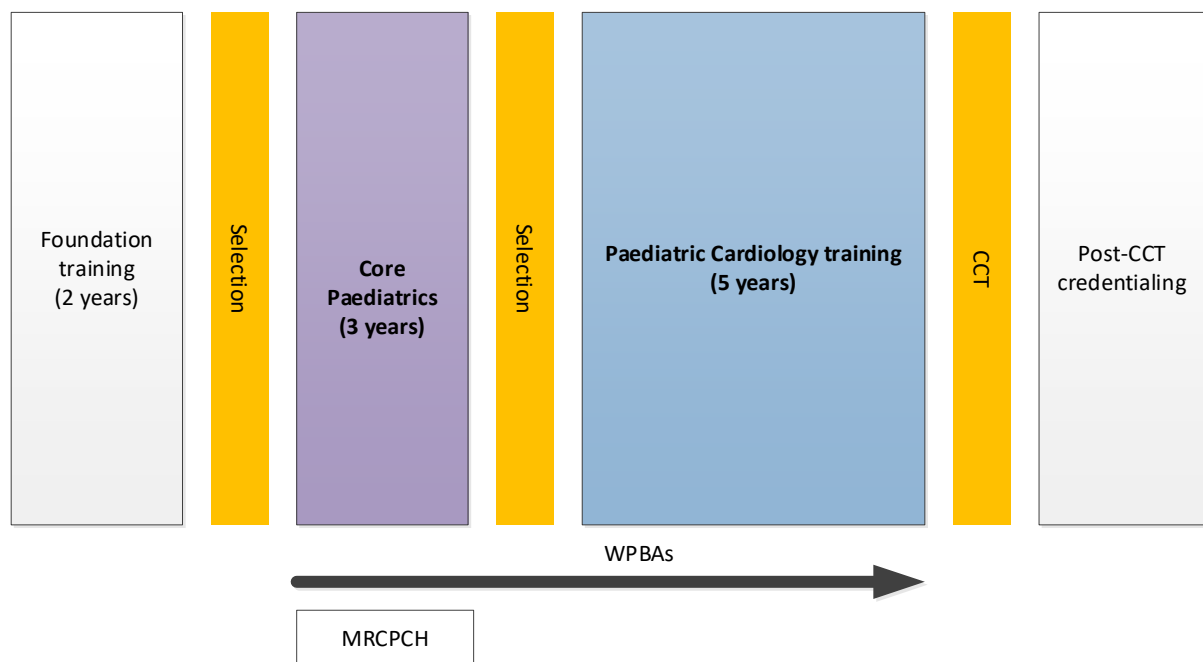 Foundation
training
(2 years)
Selection
Core
Paediatrics
(3 years)
Selection
Paediatric Cardiology training
(5 years)
CCT
Post-CCT
credentialing
WPBAs
MRCPCH